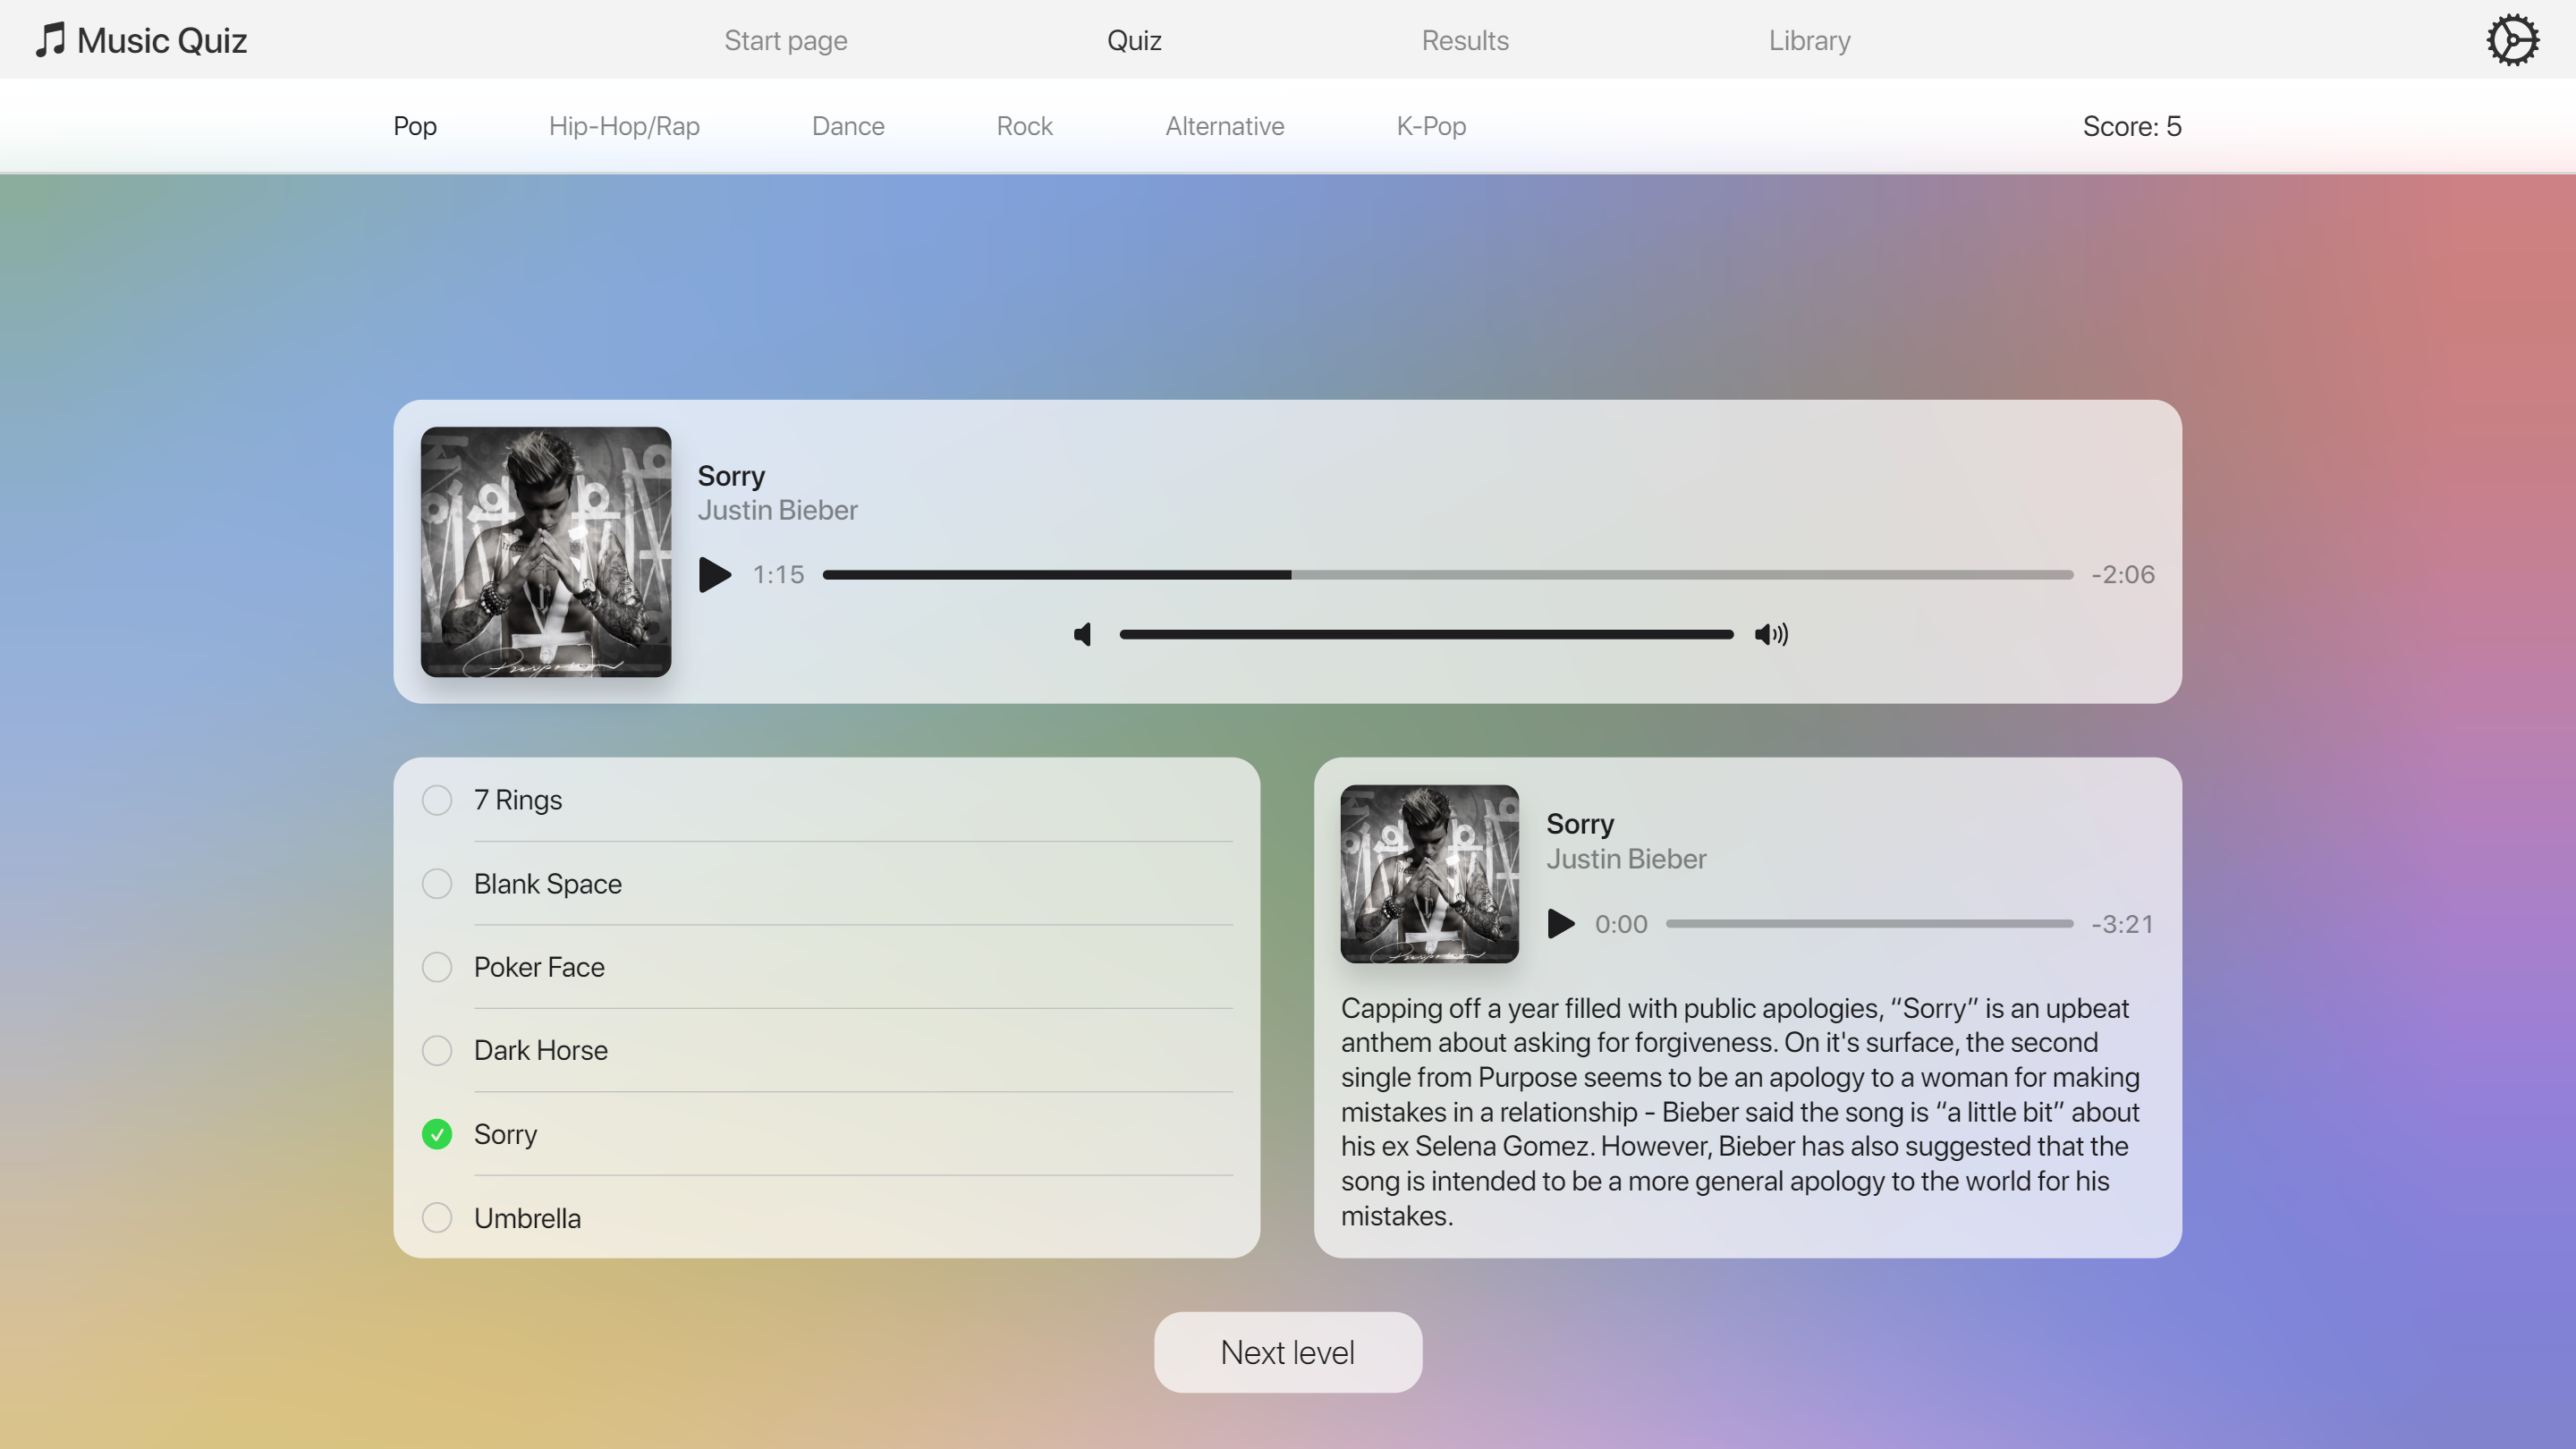 Music Quiz
Start page
Quiz
Results
Library
Pop
Hip-Hop/Rap
Dance
Rock
Alternative
K-Pop
Score: 5
Sorry
Justin Bieber
1:15
-2:06
7 Rings
Blank Space
Poker Face
Dark Horse
Sorry
Umbrella
Sorry
Justin Bieber
0:00
-3:21
Capping off a year filled with public apologies, “Sorry” is an upbeat
anthem about asking for forgiveness. On it's surface, the second
single from Purpose seems to be an apology to a woman for making
mistakes in a relationship - Bieber said the song is “a little bit” about
his ex Selena Gomez. However, Bieber has also suggested that the
song is intended to be a more general apology to the world for his
mistakes.
Next level